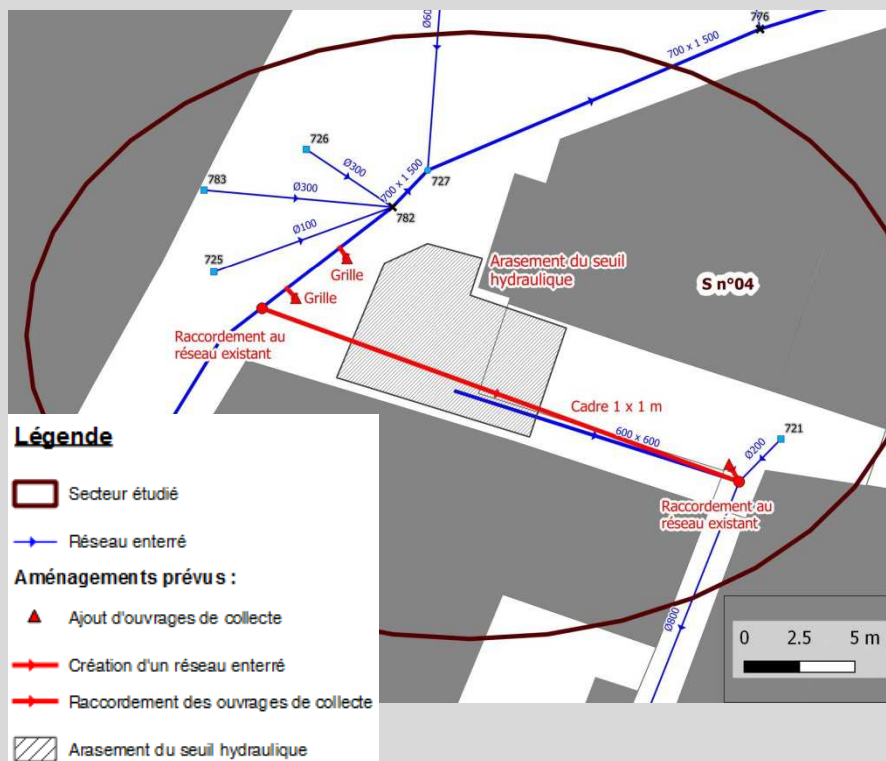 776
Ø60
700 x 1 500
726
727
783
Ø300
Ø300
700 x 1 500
782
Ø100
725
Grille
Grille
Arasement du seuil
hydraulique
S n°04
Raccordement au
réseau existant
Cadre 1 x 1 m
600 x 600
721
Ø200
Raccordement au
réseau existant
Ø800
0 2.5 5 m
Légende
Secteur étudié
Réseau enterré
Aménagements prévus :
Ajout d'ouvrages de collecte
Création d'un réseau enterré
Raccordement des ouvrages de collecte
Arasement du seuil hydraulique